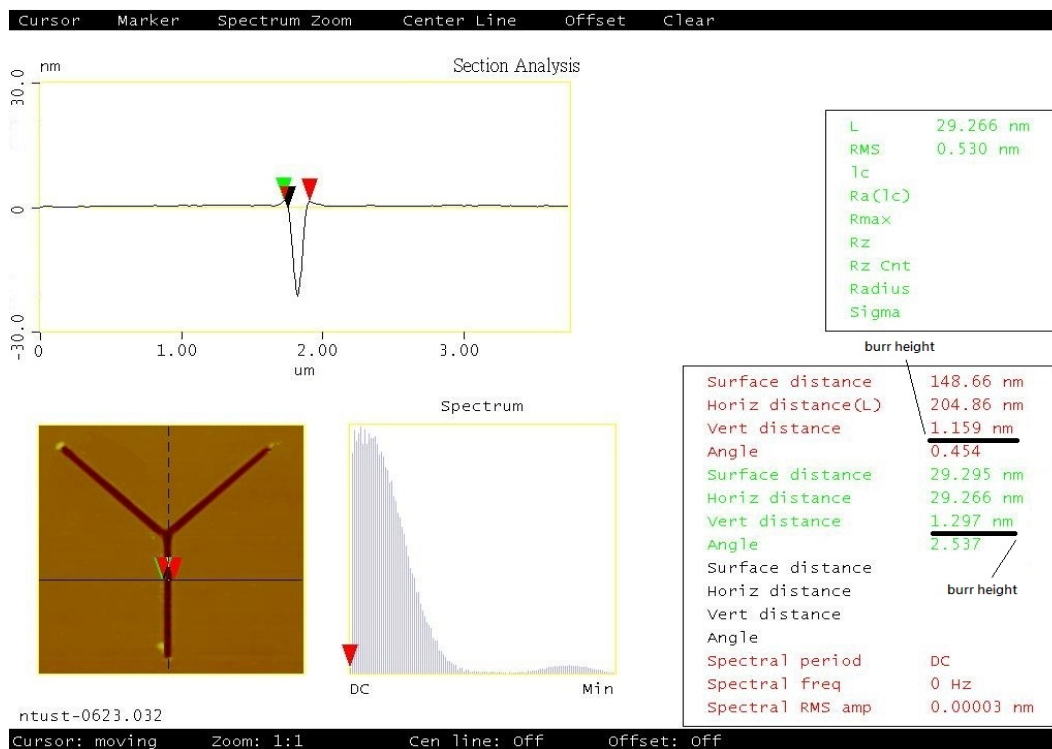 Cursor Marker Spectrum Zoom Center Line Offset Clear
nm
Section Analysis
30.0
0
-30.0
0 1.00 2.00 3.00
um
L 29.266 nm
RMS 0.530 nm
lc
Ra(lc)
Rmax
Rz
Rz Cnt
Radius
Sigma
burr height
Surface distance 148.66 nm
Horiz distance(L) 204.86 nm
Vert distance 1.159 nm
Angle 0.454
Surface distance 29.295 nm
Horiz distance 29.266 nm
Vert distance 1.297 nm
Angle 2.537
Surface distance
Horiz distance
burr height
Vert distance
Angle
Spectral period DC
Spectral freq 0 Hz
Spectral RMS amp 0.00003 nm
Spectrum
DC Min
ntust-0623.032
Cursor: moving Zoom: 1:1 Cen line: Off Offset: Off